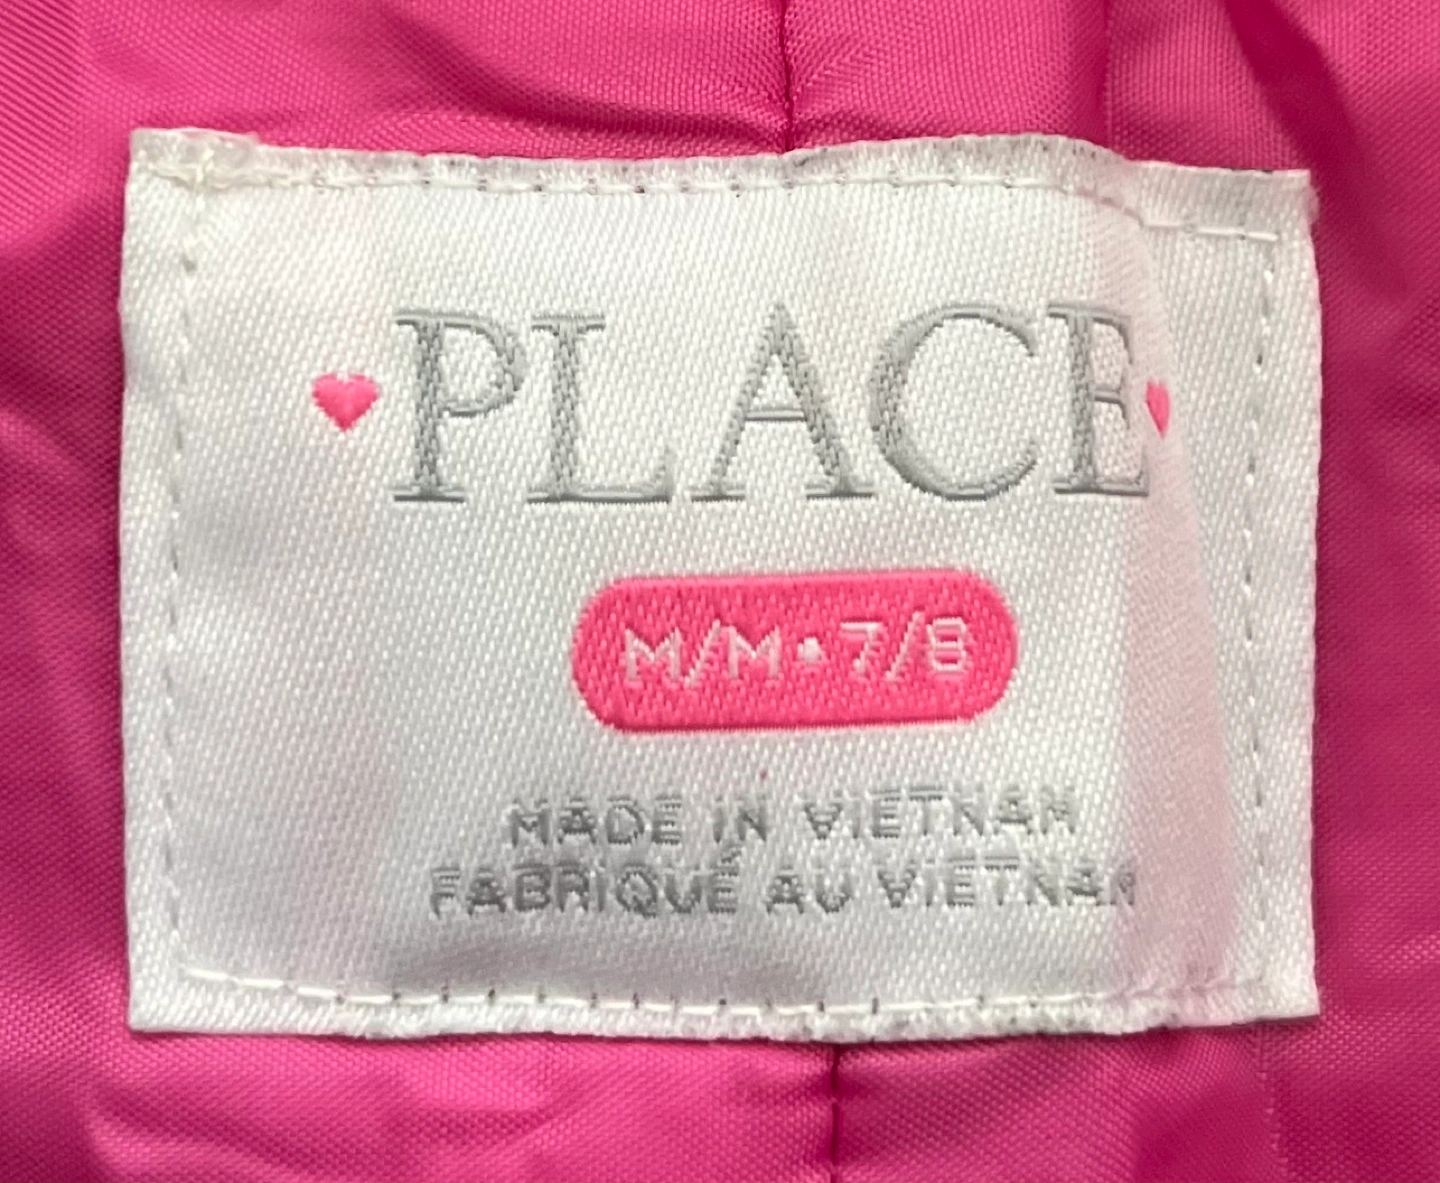 PLACE
M/M•7/8
MADE IN VIETNAM
FABRIQUÉ AU VIETNAM